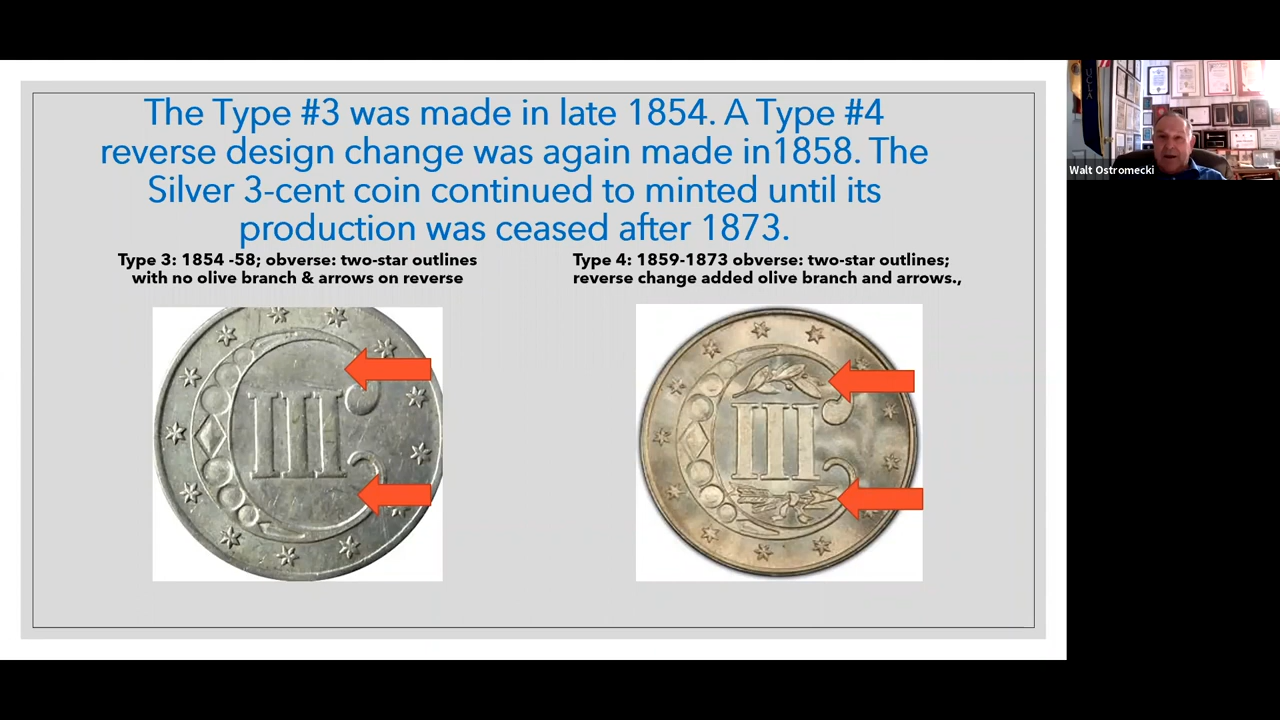 The Type #3 was made in late 1854. A Type #4
reverse design change was again made in1858. The
Silver 3-cent coin continued to minted until its
production was ceased after 1873.
Type 3: 1854 -58; obverse: two-star outlines
with no olive branch & arrows on reverse
Type 4: 1859-1873 obverse: two-star outlines;
reverse change added olive branch and arrows.,
III
III
UCLA
Walt Ostromecki